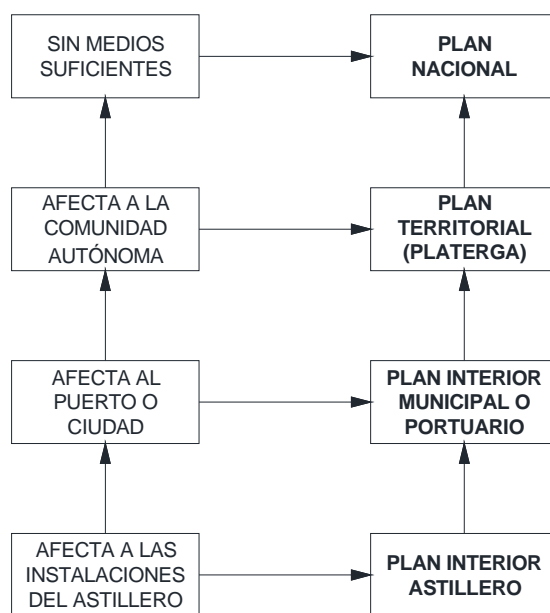 SIN MEDIOS
SUFICIENTES
PLAN
NACIONAL
AFECTA A LA
COMUNIDAD
AUTÓNOMA
PLAN
TERRITORIAL
(PLATERGA)
AFECTA AL
PUERTO O
CIUDAD
PLAN INTERIOR
MUNICIPAL O
PORTUARIO
AFECTA A LAS
INSTALACIONES
DEL ASTILLERO
PLAN INTERIOR
ASTILLERO